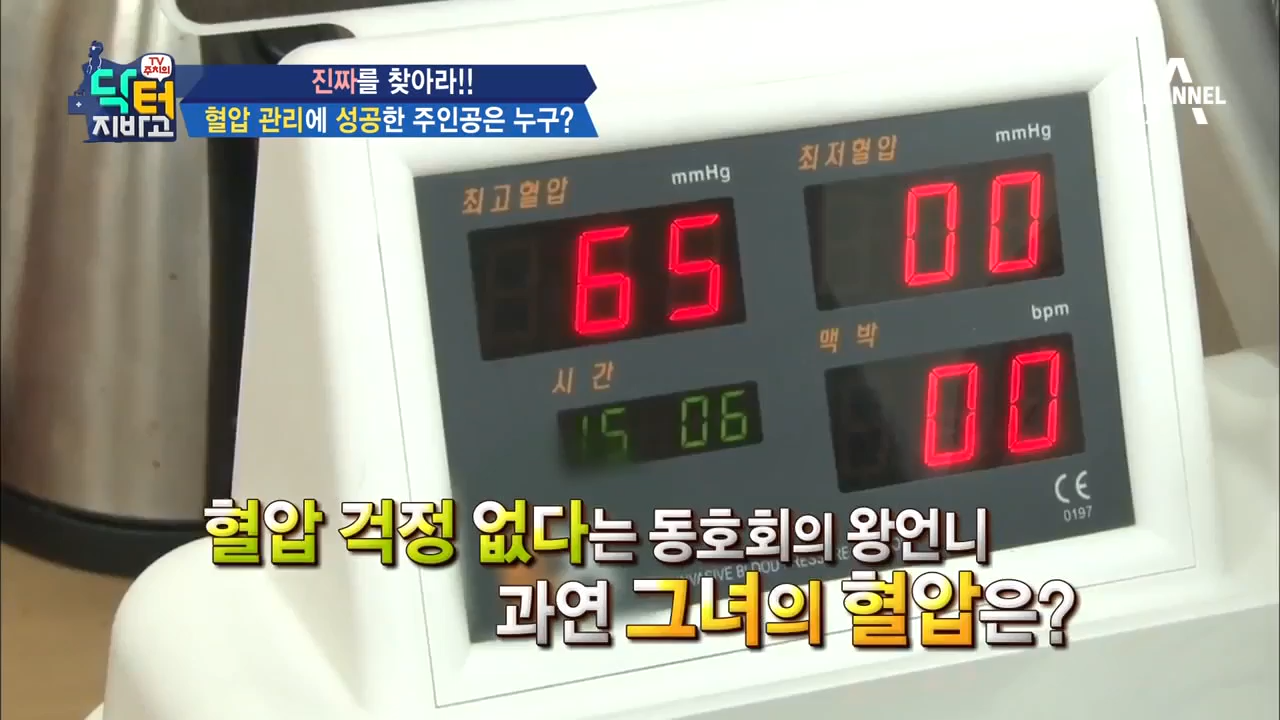 TV
주치의
닥터
지바고
진짜를 찾아라!!
혈압 관리에 성공한 주인공은 누구?
CHANNEL
최고혈압 mmHg
65
최저혈압 mmHg
00
시 간
15 06
맥 박 bpm
00
CE
0197
BLOOD
혈압 걱정 없다는 동호회의 왕언니
과연 그녀의 혈압은?